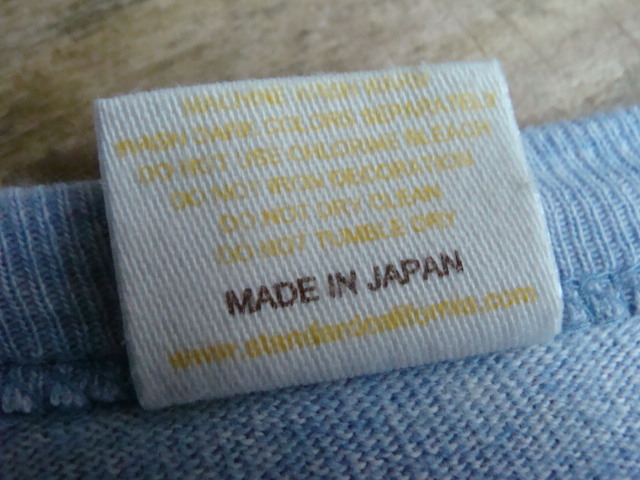 MACHINE WASH WARM
WASH DARK COLORS SEPARATELY
DO NOT USE CHLORINE BLEACH
DO NOT IRON DECORATION
DO NOT DRY CLEAN
DO NOT TUMBLE DRY
MADE IN JAPAN
www.standardcalifornia.com